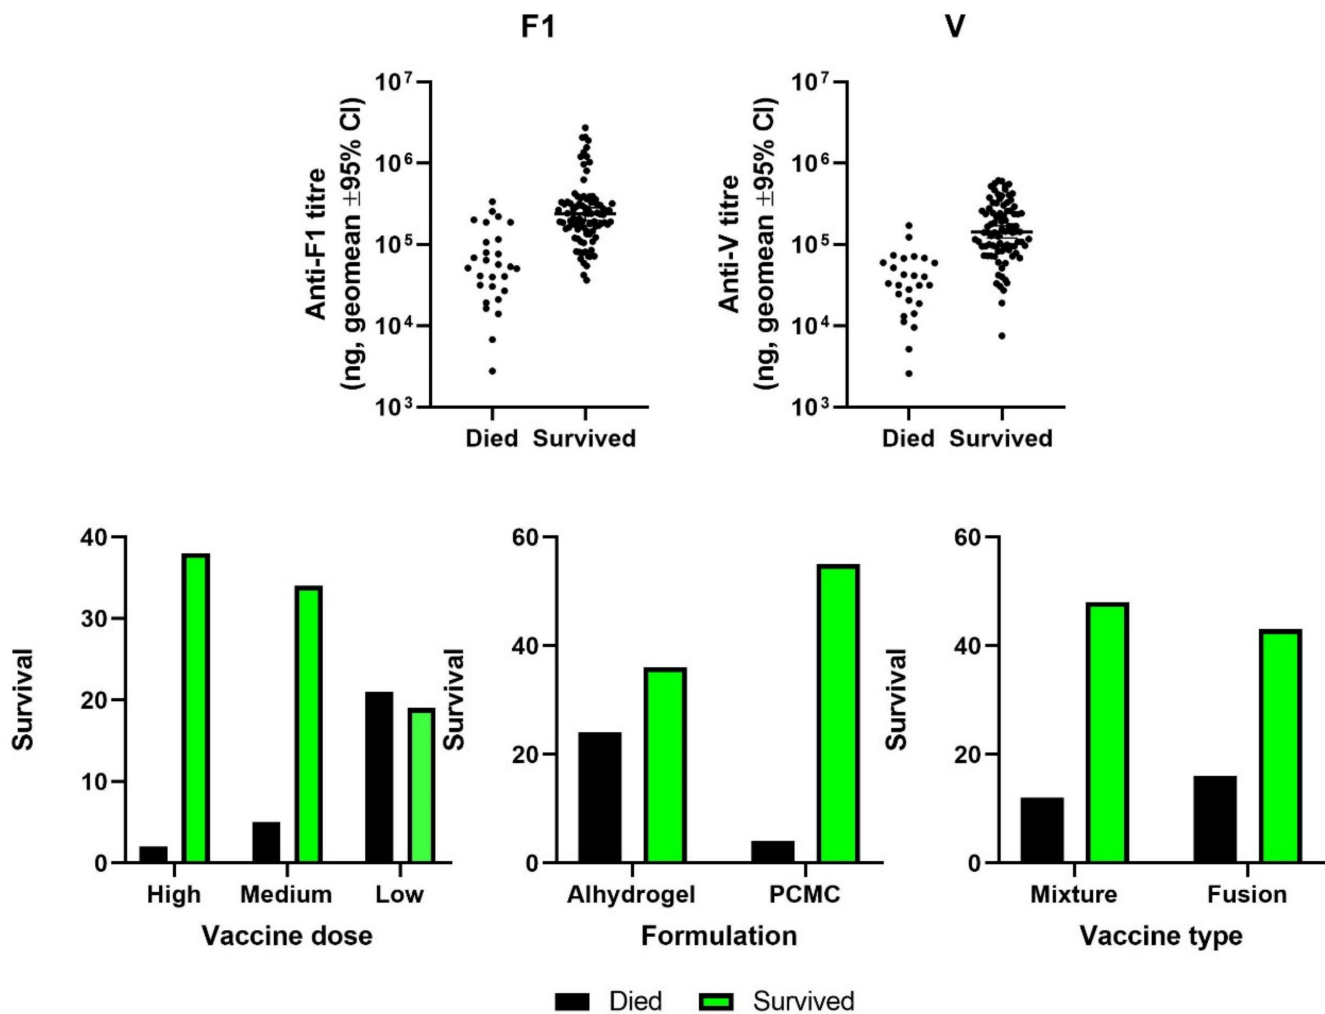 F1
V
Anti-F1 titre
(ng, geomean ±95% CI)
10⁷
10⁶
10⁵
10⁴
10³
Died Survived
Anti-V titre
(ng, geomean ±95% CI)
10⁷
10⁶
10⁵
10⁴
10³
Died Survived
Survival
40
30
20
10
0
High Medium Low
Vaccine dose
Survival
60
40
20
0
Alhydrogel PCMC
Formulation
Survival
60
40
20
0
Mixture Fusion
Vaccine type
Died Survived